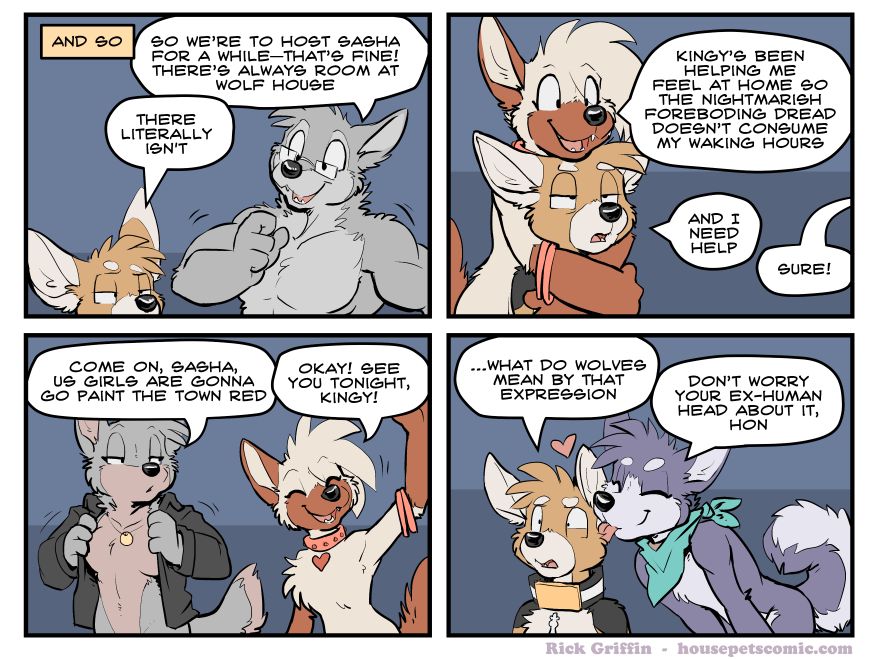 AND SO
SO WE'RE TO HOST SASHA
FOR A WHILE—THAT'S FINE!
THERE'S ALWAYS ROOM AT
WOLF HOUSE
THERE
LITERALLY
ISN'T
KINGY'S BEEN
HELPING ME
FEEL AT HOME SO
THE NIGHTMARISH
FOREBODING DREAD
DOESN'T CONSUME
MY WAKING HOURS
AND I
NEED
HELP
SURE!
COME ON, SASHA,
US GIRLS ARE GONNA
GO PAINT THE TOWN RED
OKAY! SEE
YOU TONIGHT,
KINGY!
...WHAT DO WOLVES
MEAN BY THAT
EXPRESSION
DON'T WORRY
YOUR EX-HUMAN
HEAD ABOUT IT,
HON
Rick Griffin - housepetscomic.com